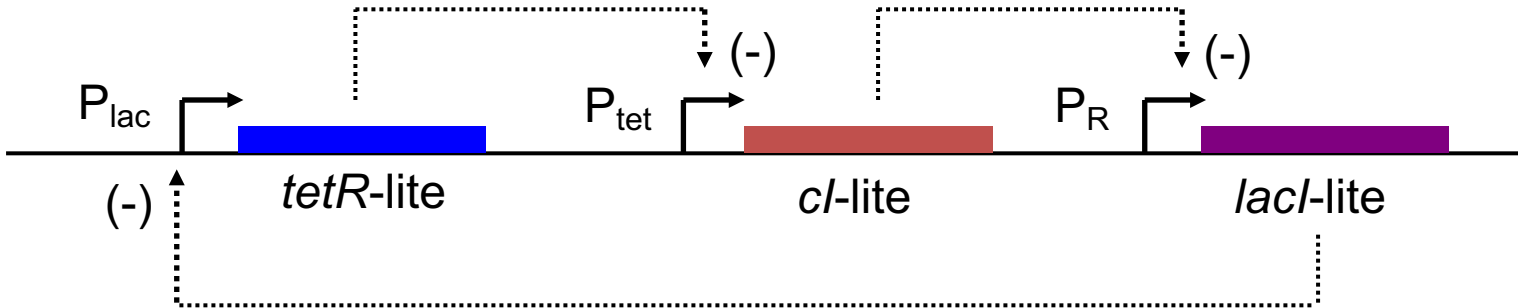 (-) (-)
P_lac P_tet P_R
(-) tetR-lite cI-lite lacI-lite